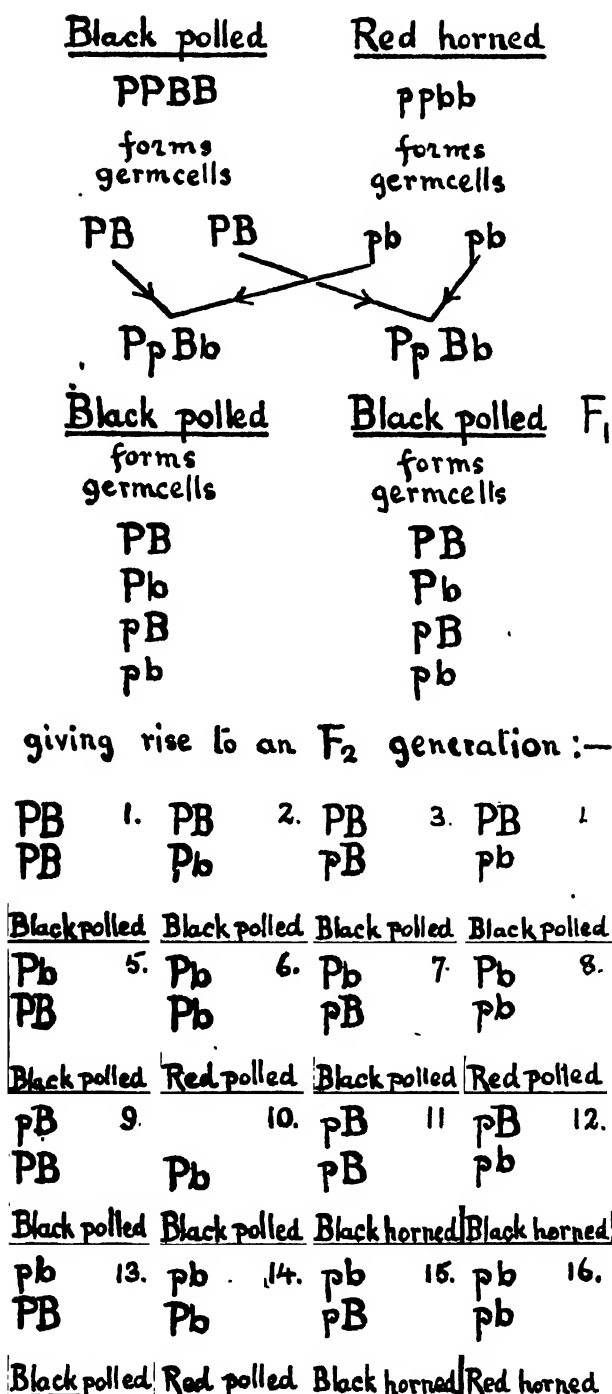 Black polled Red horned
PPBB ppbb
forms forms
germcells germcells
PB PB pb pb
PpBb PpBb
Black polled Black polled F₁
forms forms
germcells germcells
PB PB
Pb Pb
pB pB
pb pb
giving rise to an F₂ generation :—
PB 1. PB 2. PB 3. PB
PB Pb pB pb
Black polled Black polled Black polled Black polled
Pb 5. Pb 6. Pb 7. Pb 8.
PB Pb pB pb
Black polled Red polled Black polled Red polled
pB 9. 10. pB 11 pB 12.
PB Pb pB pb
Black polled Black polled Black horned Black horned
pb 13. pb 14. pb 15. pb 16.
PB Pb pB pb
Black polled Red polled Black horned Red horned